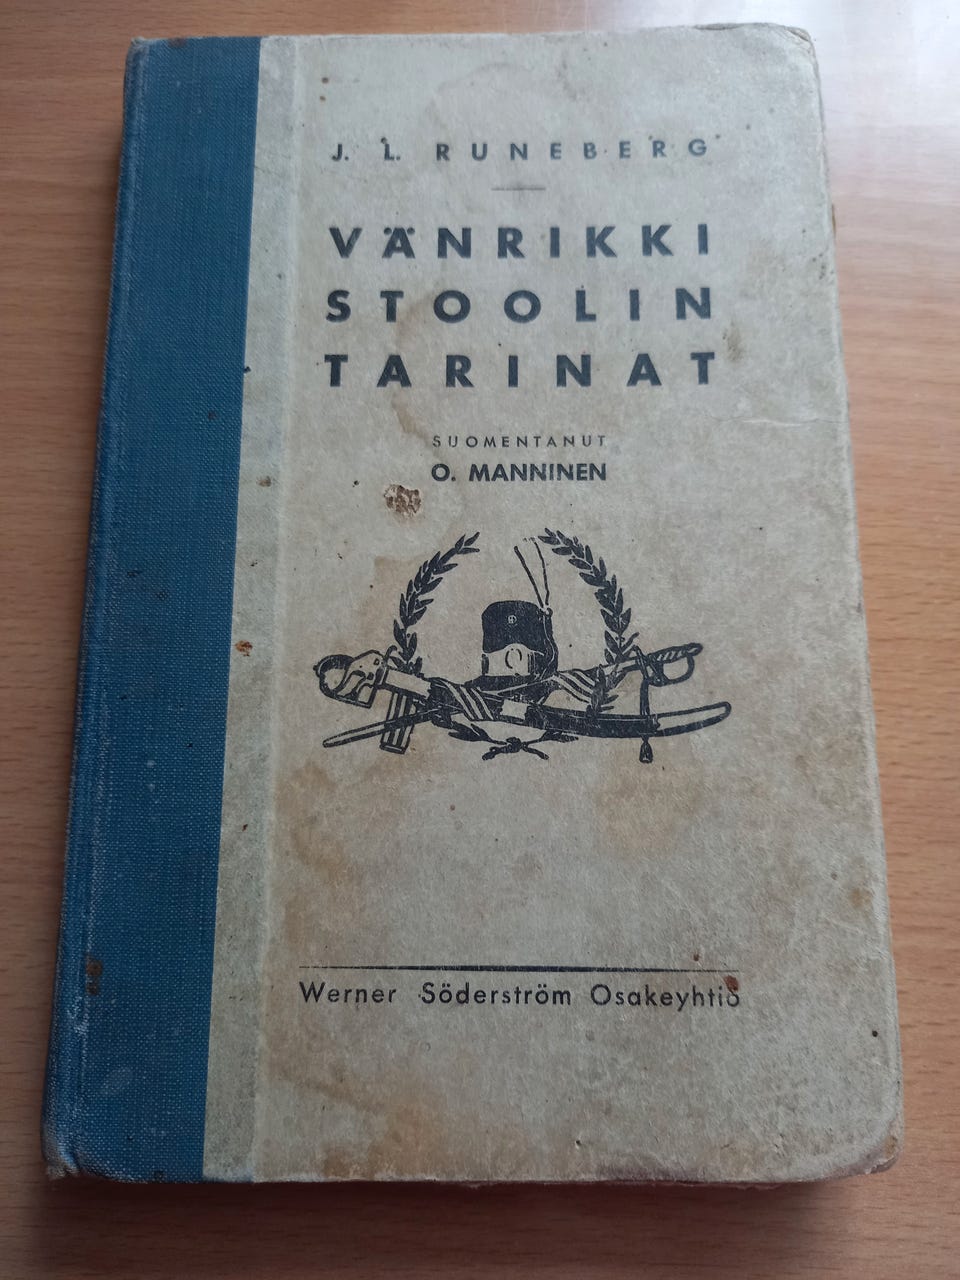 J. L. RUNEBERG
VÄNRIKKI
STOOLIN
TARINAT
SUOMENTANUT
O. MANNINEN
Werner Söderström Osakeyhtiö